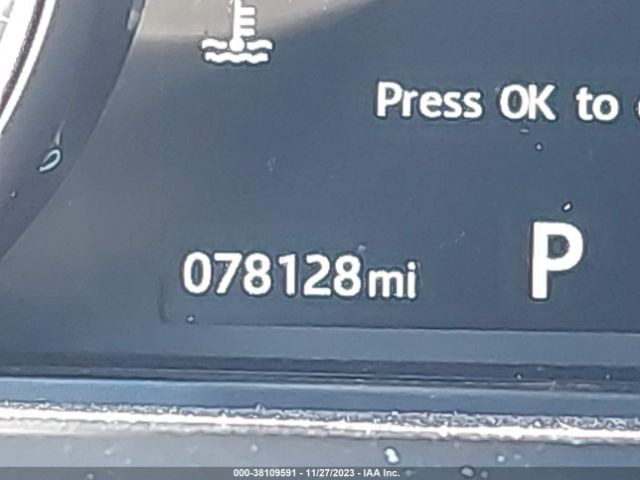 Press OK to
078128mi
P
000-38109591 - 11/27/2023 - IAA Inc.